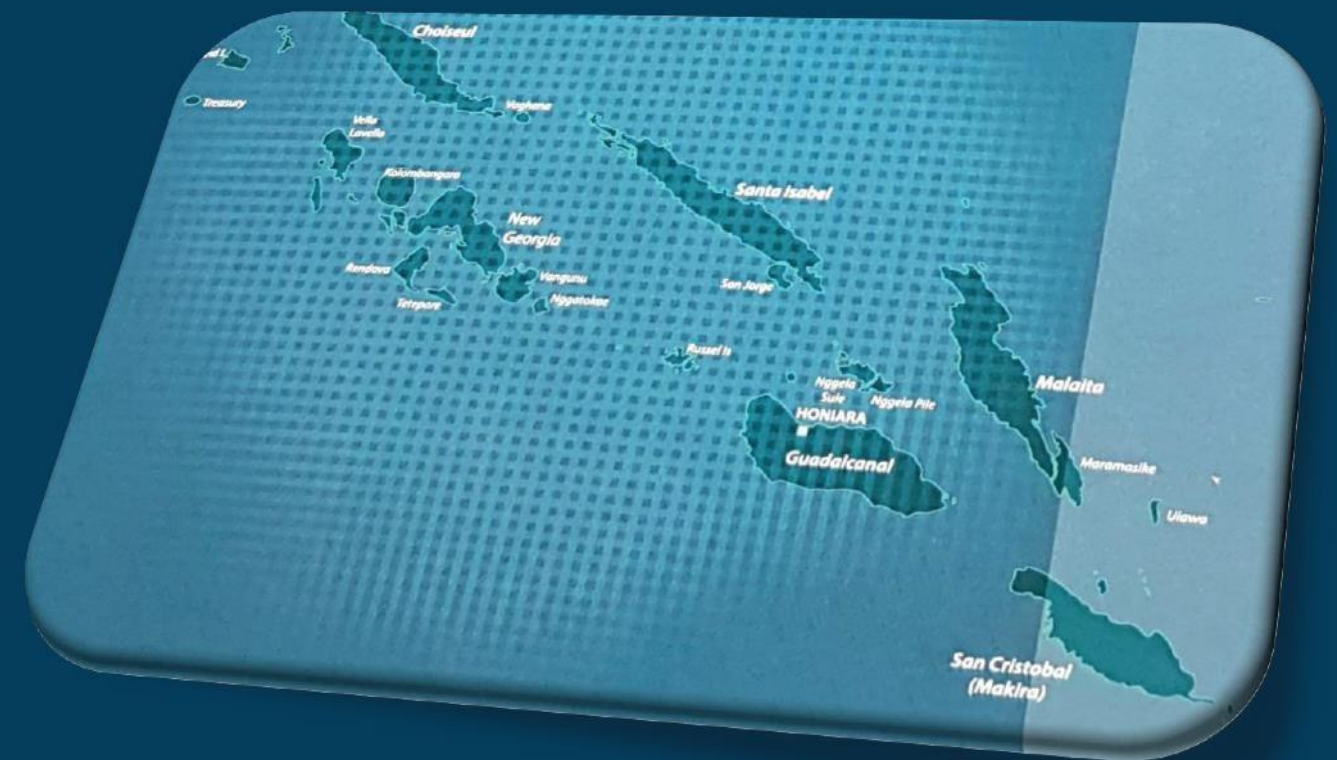 Choiseul
Treasury
Vaghena
Vella
Lavella
Kolombangara
Santa Isabel
New
Georgia
Rendova
Vangunu
San Jorge
Tetepare
Nggatokae
Russel Is
Nggela
Sule
Nggela Pile
Malaita
HONIARA
Guadalcanal
Maramasike
Ulawa
San Cristobal
(Makira)